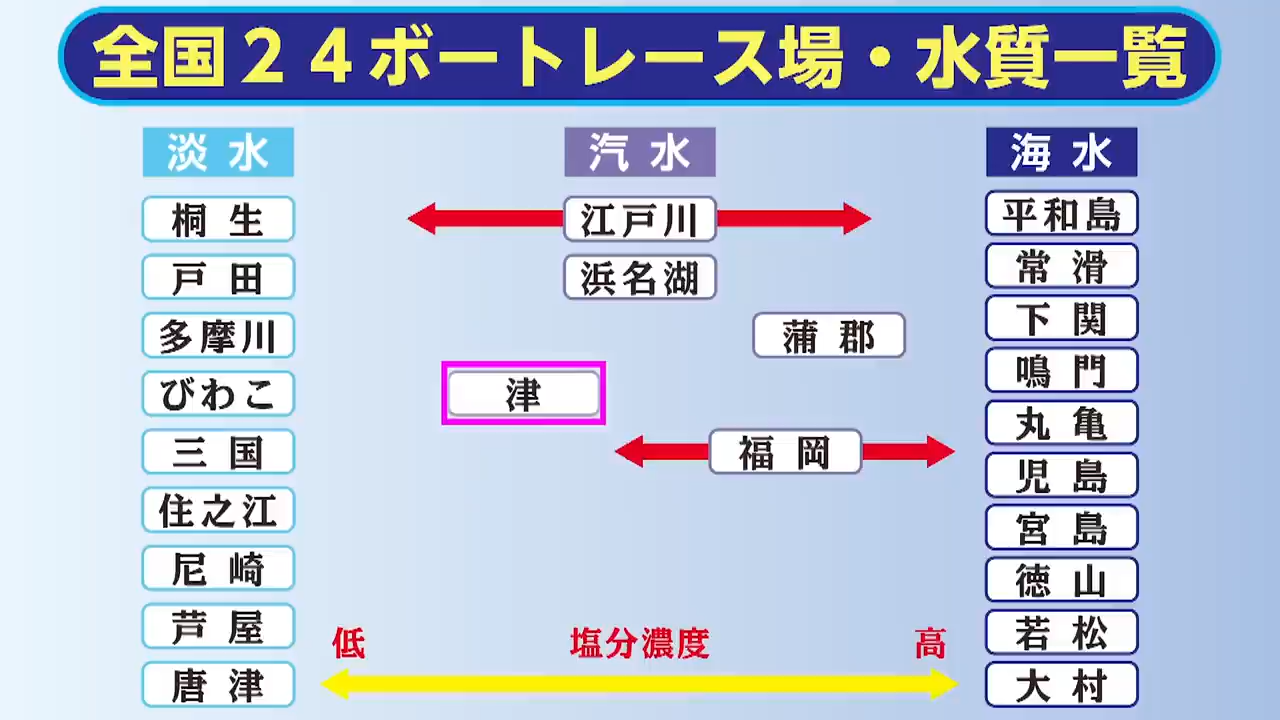 全国２４ボートレース場・水質一覧
淡水
桐生
戸田
多摩川
びわこ
三国
住之江
尼崎
芦屋
唐津
汽水
江戸川
浜名湖
蒲郡
津
福岡
海水
平和島
常滑
下関
鳴門
丸亀
児島
宮島
徳山
若松
大村
低
塩分濃度
高